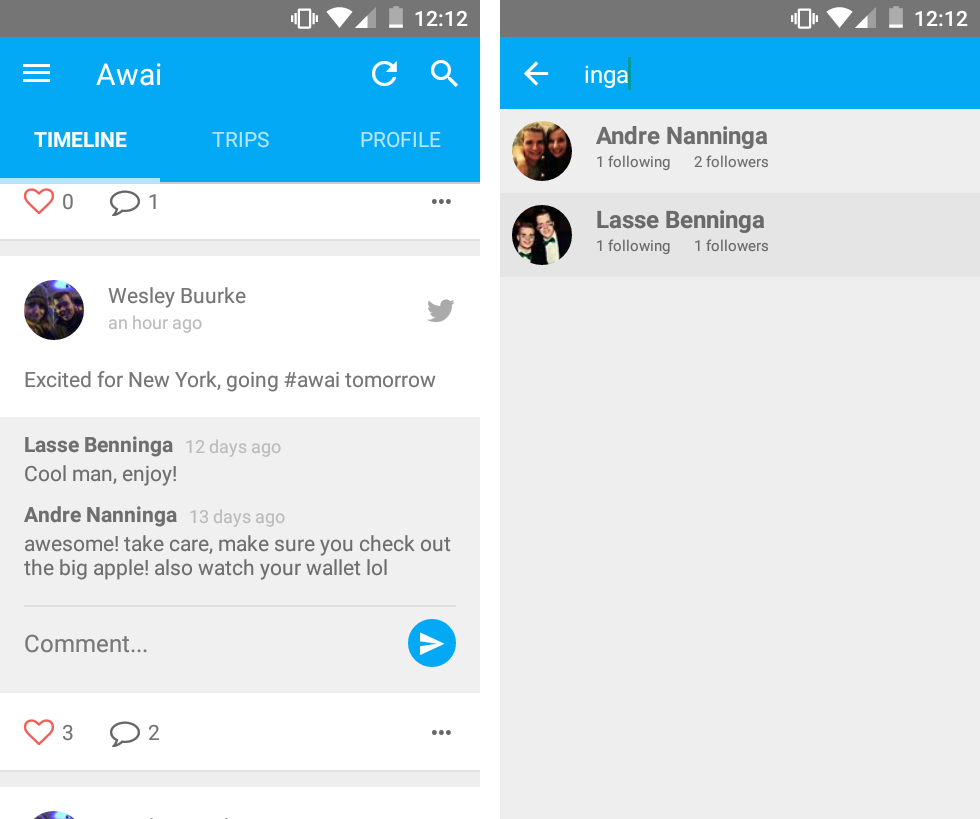 12:12
Awai
TIMELINE TRIPS PROFILE
0 1
Wesley Buurke
an hour ago
Excited for New York, going #awai tomorrow
Lasse Benninga 12 days ago
Cool man, enjoy!
Andre Nanninga 13 days ago
awesome! take care, make sure you check out
the big apple! also watch your wallet lol
Comment...
3 2
12:12
inga
Andre Nanninga
1 following 2 followers
Lasse Benninga
1 following 1 followers